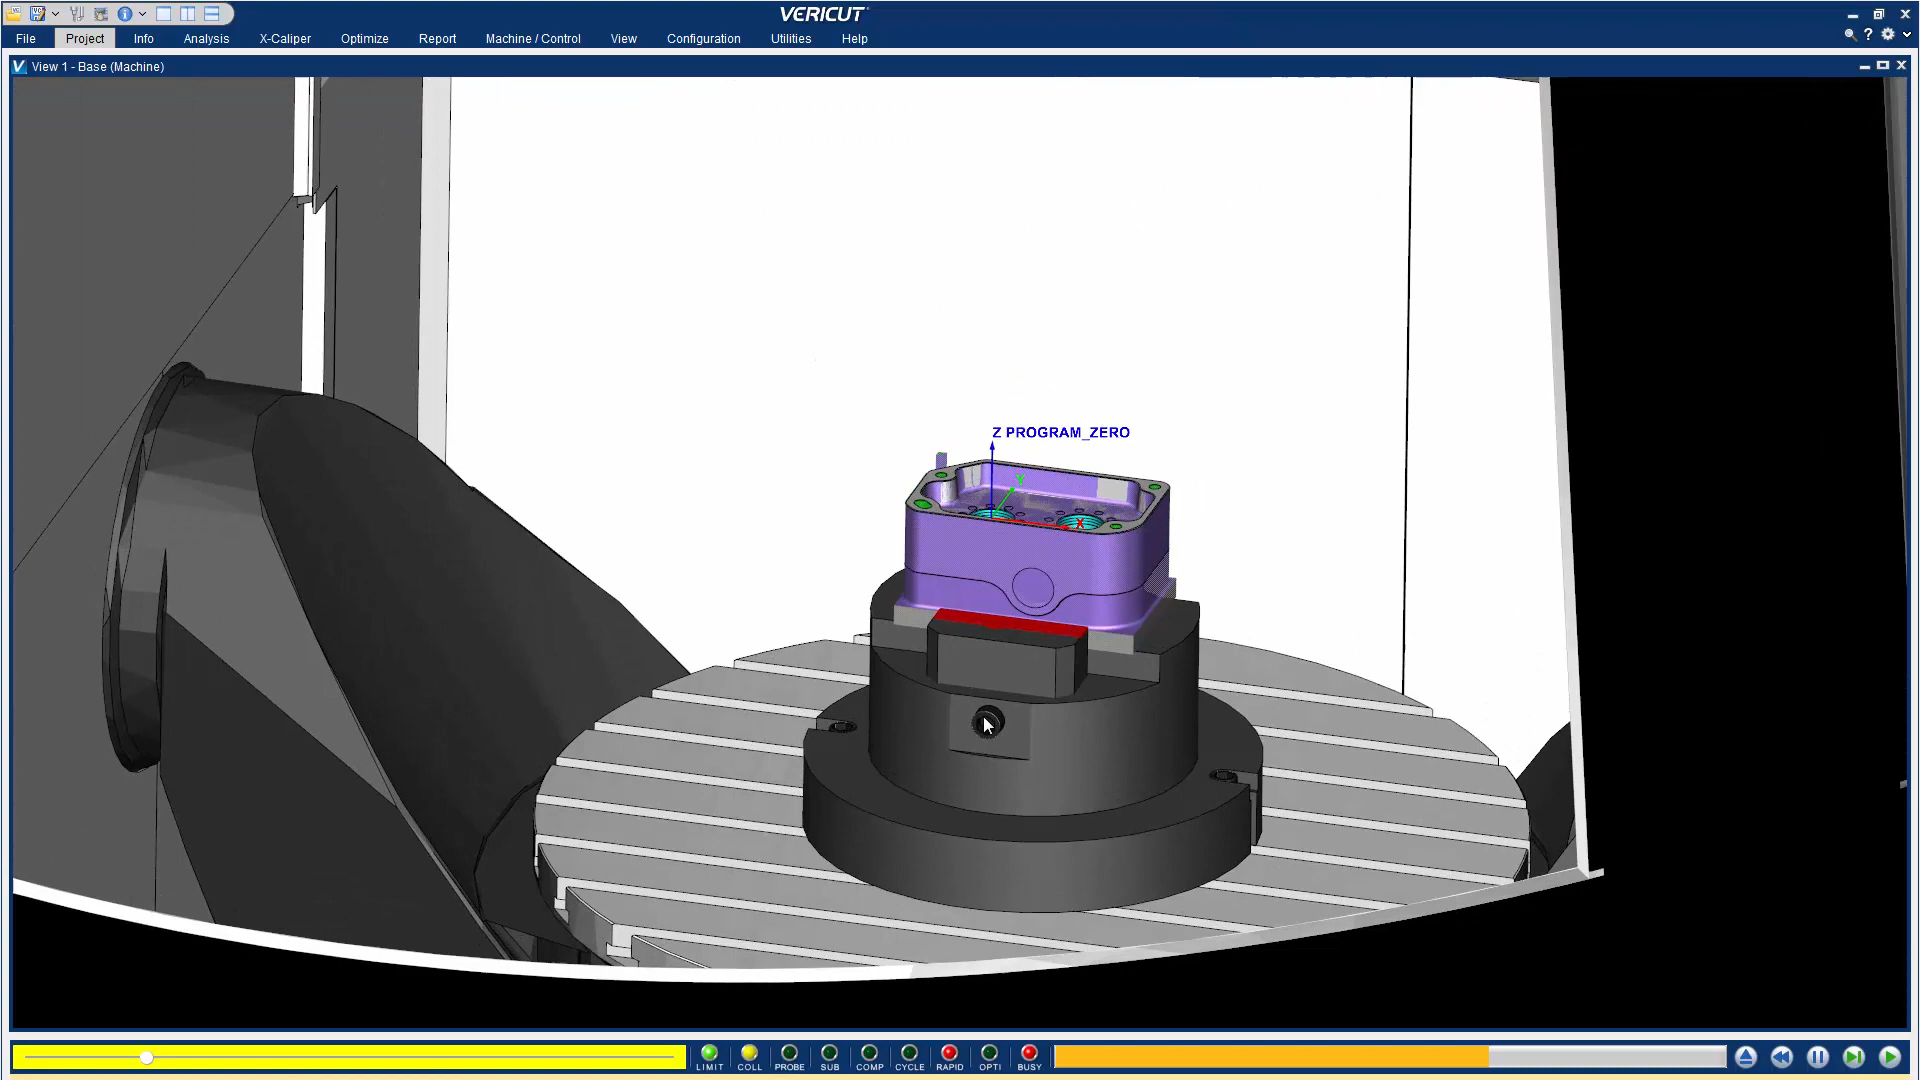 VERICUT
File Project Info Analysis X-Caliper Optimize Report Machine / Control View Configuration Utilities Help
View 1 - Base (Machine)
Z PROGRAM_ZERO
Y
X
LIMIT COLL PROBE SUB COMP CYCLE RAPID OPTI BUSY